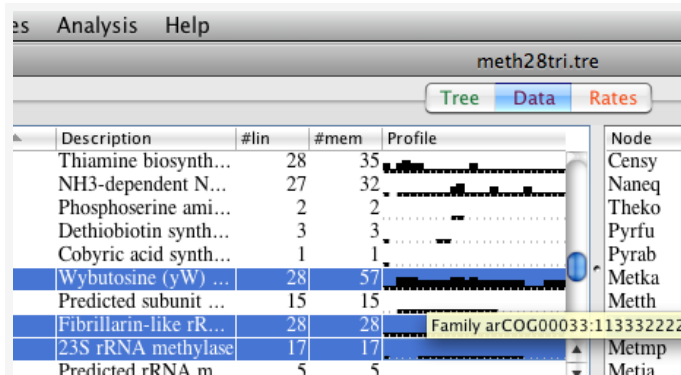 es Analysis Help
meth28tri.tre
Tree Data Rates
Description #lin #mem Profile Node
Thiamine biosynth... 28 35 Censy
NH3-dependent N... 27 32 Naneq
Phosphoserine ami... 2 2 Theko
Dethiobiotin synth... 3 3 Pyrfu
Cobyric acid synth... 1 1 Pyrab
Wybutosine (yW) ... 28 57 Metka
Predicted subunit ... 15 15 Metth
Fibrillarin-like rR... 28 28 Family arCOG00033:113332222
23S rRNA methylase 17 17 Metmp
Predicted rRNA m 5 5 Metja